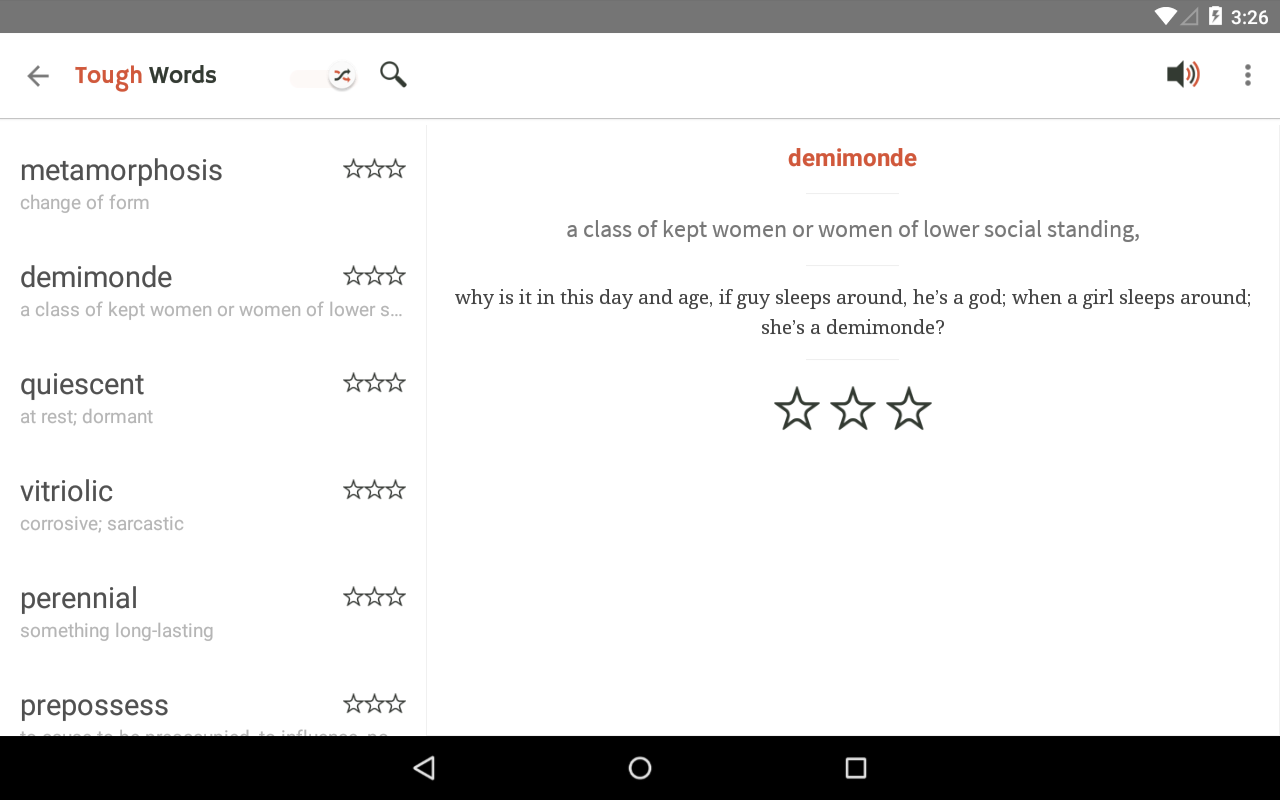 3:26
Tough Words
metamorphosis
change of form
demimonde
a class of kept women or women of lower s...
quiescent
at rest; dormant
vitriolic
corrosive; sarcastic
perennial
something long-lasting
prepossess
demimonde
a class of kept women or women of lower social standing,
why is it in this day and age, if guy sleeps around, he’s a god; when a girl sleeps around;
she’s a demimonde?